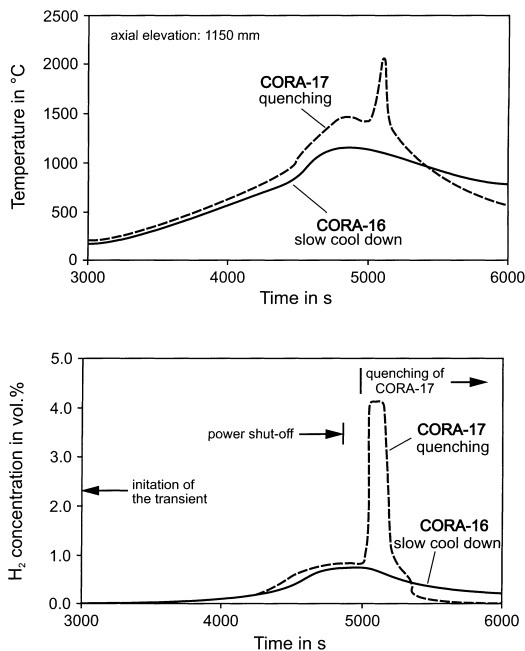 2500
axial elevation: 1150 mm
2000
CORA-17
quenching
1500
Temperature in °C
1000
500
CORA-16
slow cool down
0
3000
4000
5000
6000
Time in s
5.0
quenching of
CORA-17
4.0
power shut-off
CORA-17
quenching
3.0
H2 concentration in vol.%
initation of
the transient
2.0
CORA-16
slow cool down
1.0
0.0
3000
4000
5000
6000
Time in s